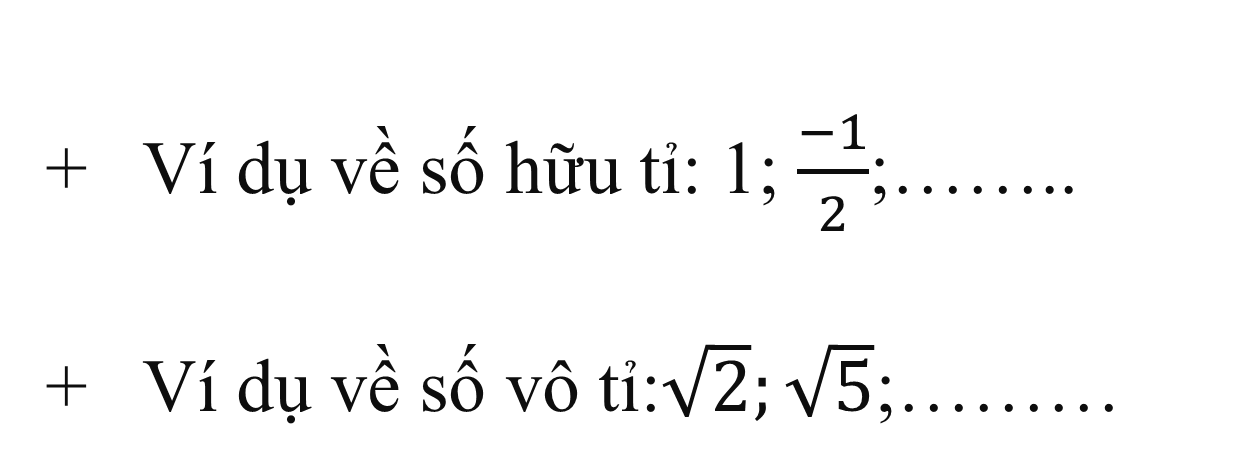 + Ví dụ về số hữu tỉ: 1; −1/2;……..
+ Ví dụ về số vô tỉ:√2; √5;………